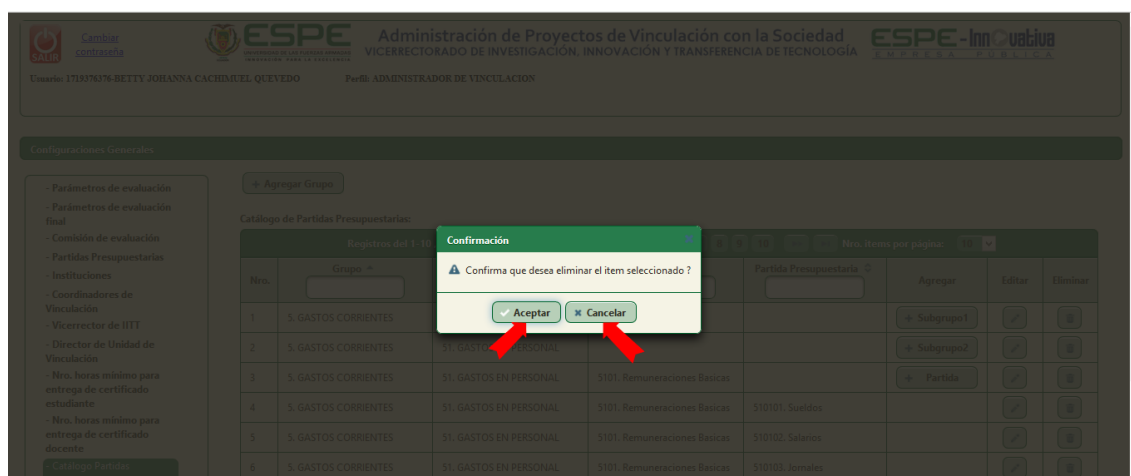 Cambiar
contraseña
SALIR
ESPE
Administración de Proyectos de Vinculación con la Sociedad
VICERRECTORADO DE INVESTIGACIÓN, INNOVACIÓN Y TRANSFERENCIA DE TECNOLOGÍA
ESPE-Innovativa
EMPRESA PÚBLICA
Perfil: ADMINISTRADOR DE VINCULACION
Configuraciones Generales
- Parámetros de evaluación
- Parámetros de evaluación
final
- Comisión de evaluación
- Partidas Presupuestarias
- Instituciones
- Coordinadores de
Vinculación
- Vicerrector de IITT
- Director de Unidad de
Vinculación
- Nro. horas mínimo para
entrega de certificado
estudiante
- Nro. horas mínimo para
entrega de certificado
docente
- Catálogo Partidas
+ Agregar Grupo
Catálogo de Partidas Presupuestarias:
Registros del 1-10
8 9 10
Nro. items por página: 10
Nro. Grupo Partida Presupuestaria Agregar Editar Eliminar
1 5. GASTOS CORRIENTES + Subgrupo1
2 5. GASTOS CORRIENTES 51. GASTOS EN PERSONAL + Subgrupo2
3 5. GASTOS CORRIENTES 51. GASTOS EN PERSONAL 5101. Remuneraciones Basicas + Partida
4 5. GASTOS CORRIENTES 51. GASTOS EN PERSONAL 5101. Remuneraciones Basicas 510101. Sueldos
5 5. GASTOS CORRIENTES 51. GASTOS EN PERSONAL 5101. Remuneraciones Basicas 510102. Salarios
6 5. GASTOS CORRIENTES 51. GASTOS EN PERSONAL 5101. Remuneraciones Basicas 510103. Jornales
Confirmación
Confirma que desea eliminar el item seleccionado ?
Aceptar
Cancelar